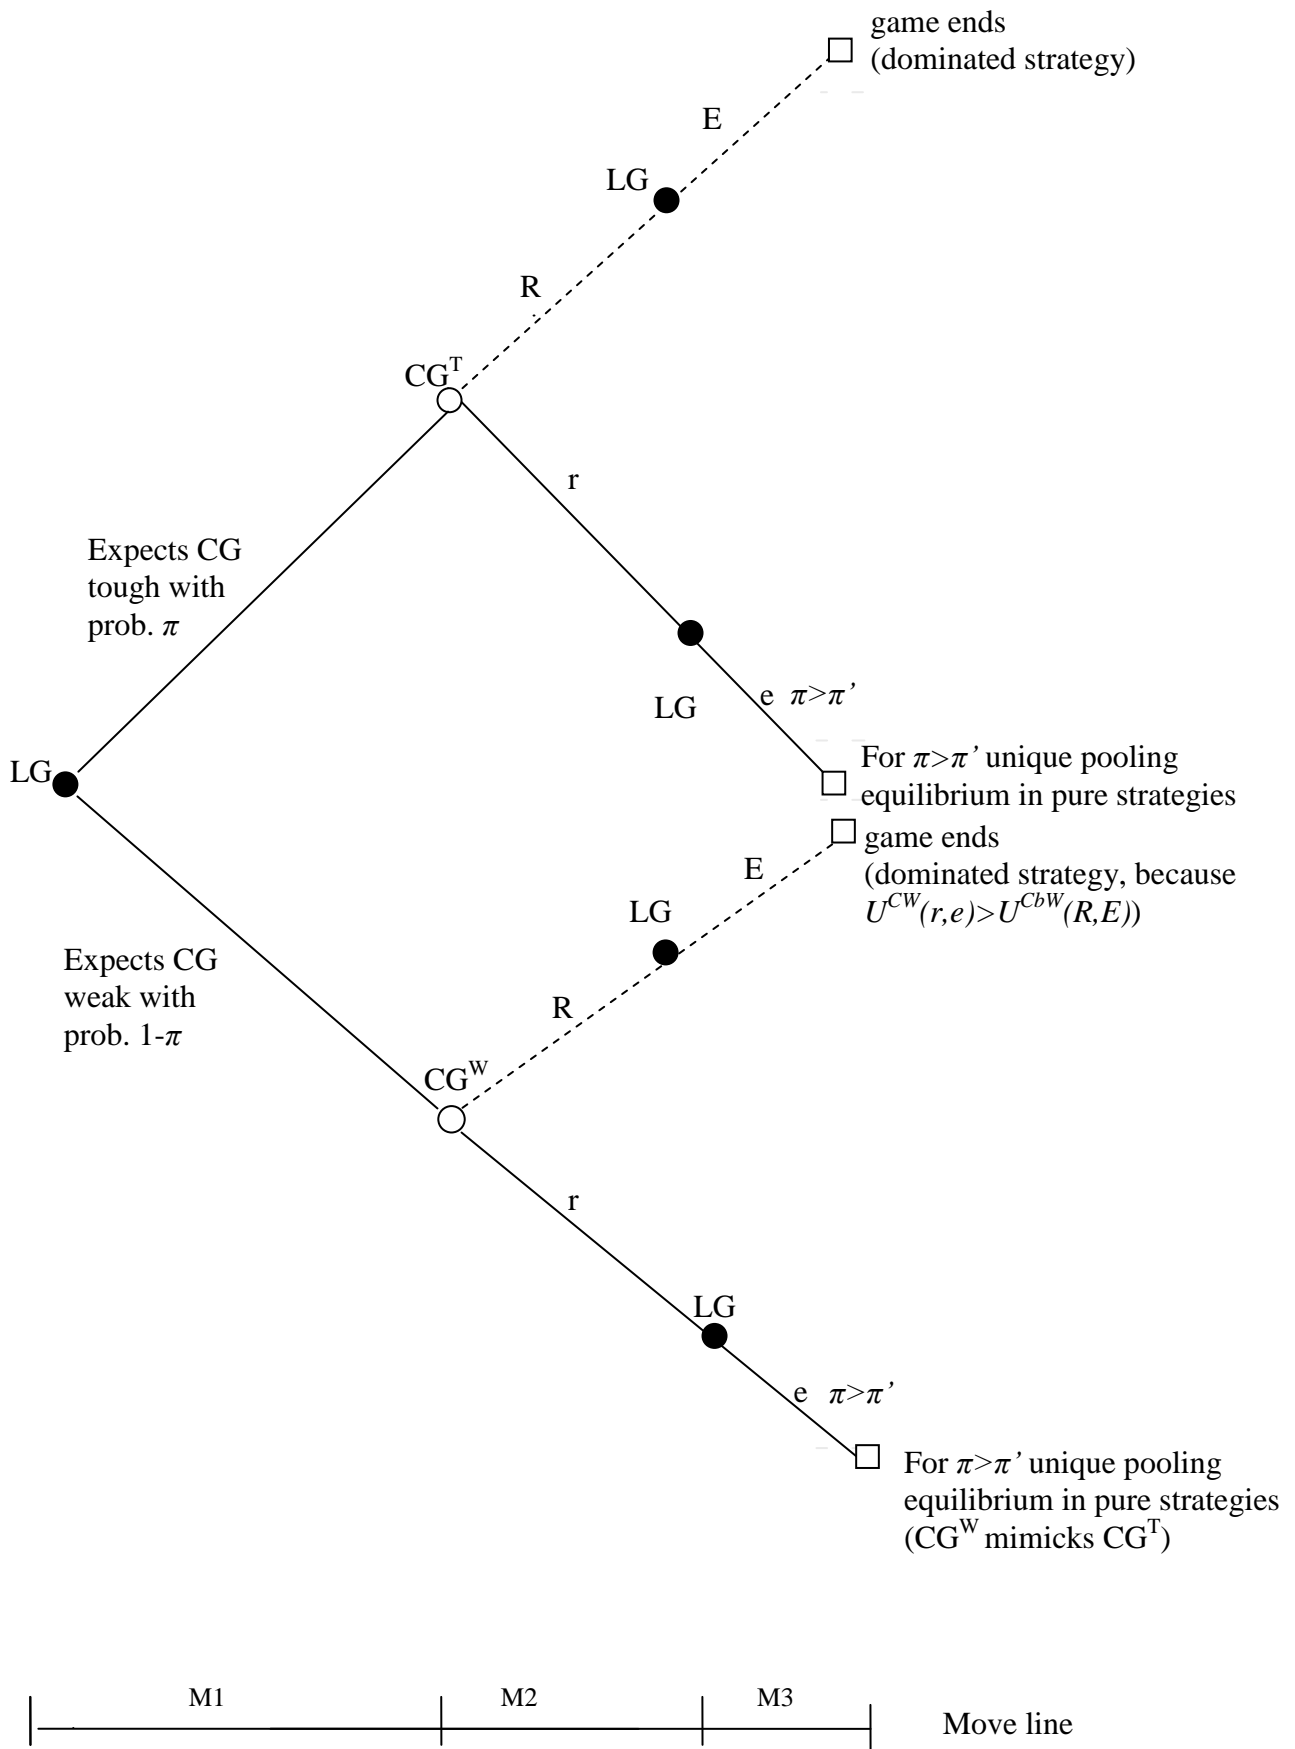 game ends
(dominated strategy)
E
LG
R
CG^T
r
Expects CG
tough with
prob. π
e π>π’
LG
LG
For π>π’ unique pooling
equilibrium in pure strategies
game ends
(dominated strategy, because
U^CW(r,e)>U^CbW(R,E))
E
LG
Expects CG
weak with
prob. 1-π
R
CG^W
r
LG
e π>π’
For π>π’ unique pooling
equilibrium in pure strategies
(CG^W mimicks CG^T)
M1 M2 M3
Move line